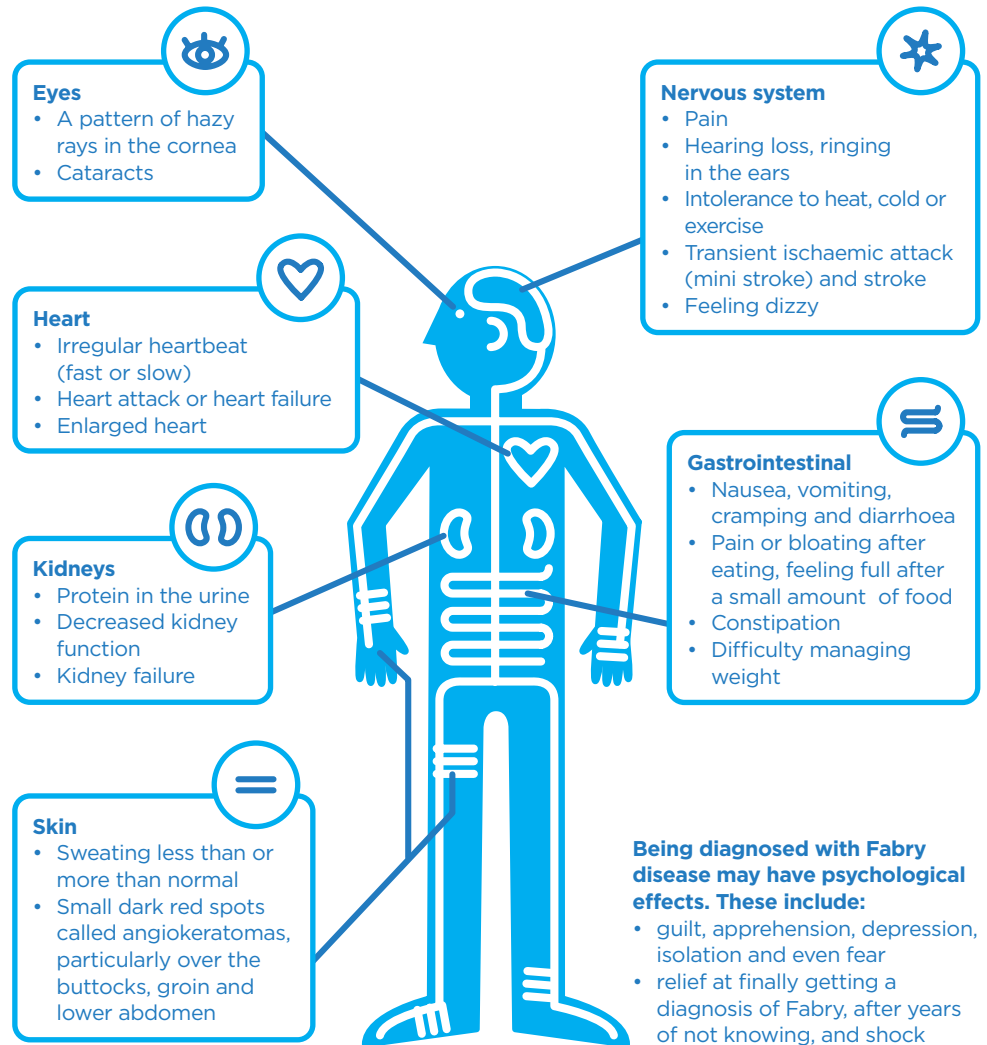 Eyes
• A pattern of hazy
rays in the cornea
• Cataracts
Heart
• Irregular heartbeat
(fast or slow)
• Heart attack or heart failure
• Enlarged heart
Kidneys
• Protein in the urine
• Decreased kidney
function
• Kidney failure
Skin
• Sweating less than or
more than normal
• Small dark red spots
called angiokeratomas,
particularly over the
buttocks, groin and
lower abdomen
Nervous system
• Pain
• Hearing loss, ringing
in the ears
• Intolerance to heat, cold or
exercise
• Transient ischaemic attack
(mini stroke) and stroke
• Feeling dizzy
Gastrointestinal
• Nausea, vomiting,
cramping and diarrhoea
• Pain or bloating after
eating, feeling full after
a small amount of food
• Constipation
• Difficulty managing
weight
Being diagnosed with Fabry
disease may have psychological
effects. These include:
• guilt, apprehension, depression,
isolation and even fear
• relief at finally getting a
diagnosis of Fabry, after years
of not knowing, and shock